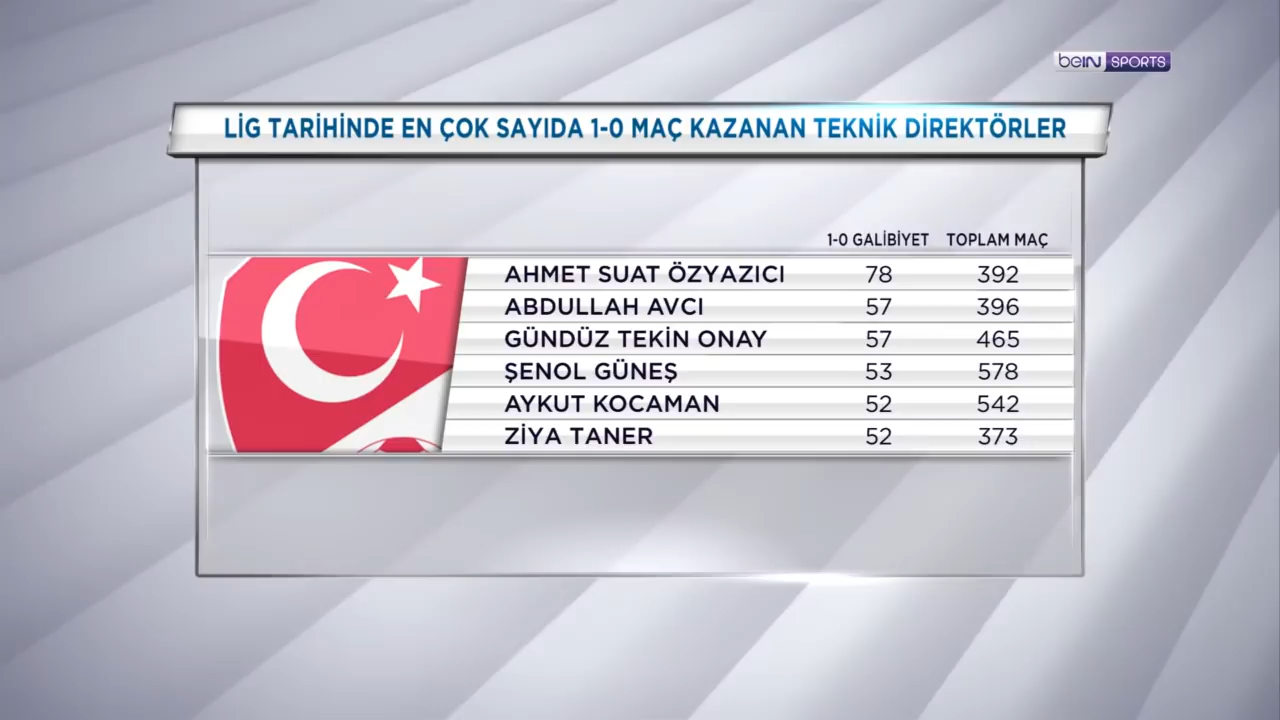 beIN SPORTS
LİG TARİHİNDE EN ÇOK SAYIDA 1-0 MAÇ KAZANAN TEKNİK DİREKTÖRLER
1-0 GALİBİYET TOPLAM MAÇ
AHMET SUAT ÖZYAZICI 78 392
ABDULLAH AVCI 57 396
GÜNDÜZ TEKİN ONAY 57 465
ŞENOL GÜNEŞ 53 578
AYKUT KOCAMAN 52 542
ZİYA TANER 52 373